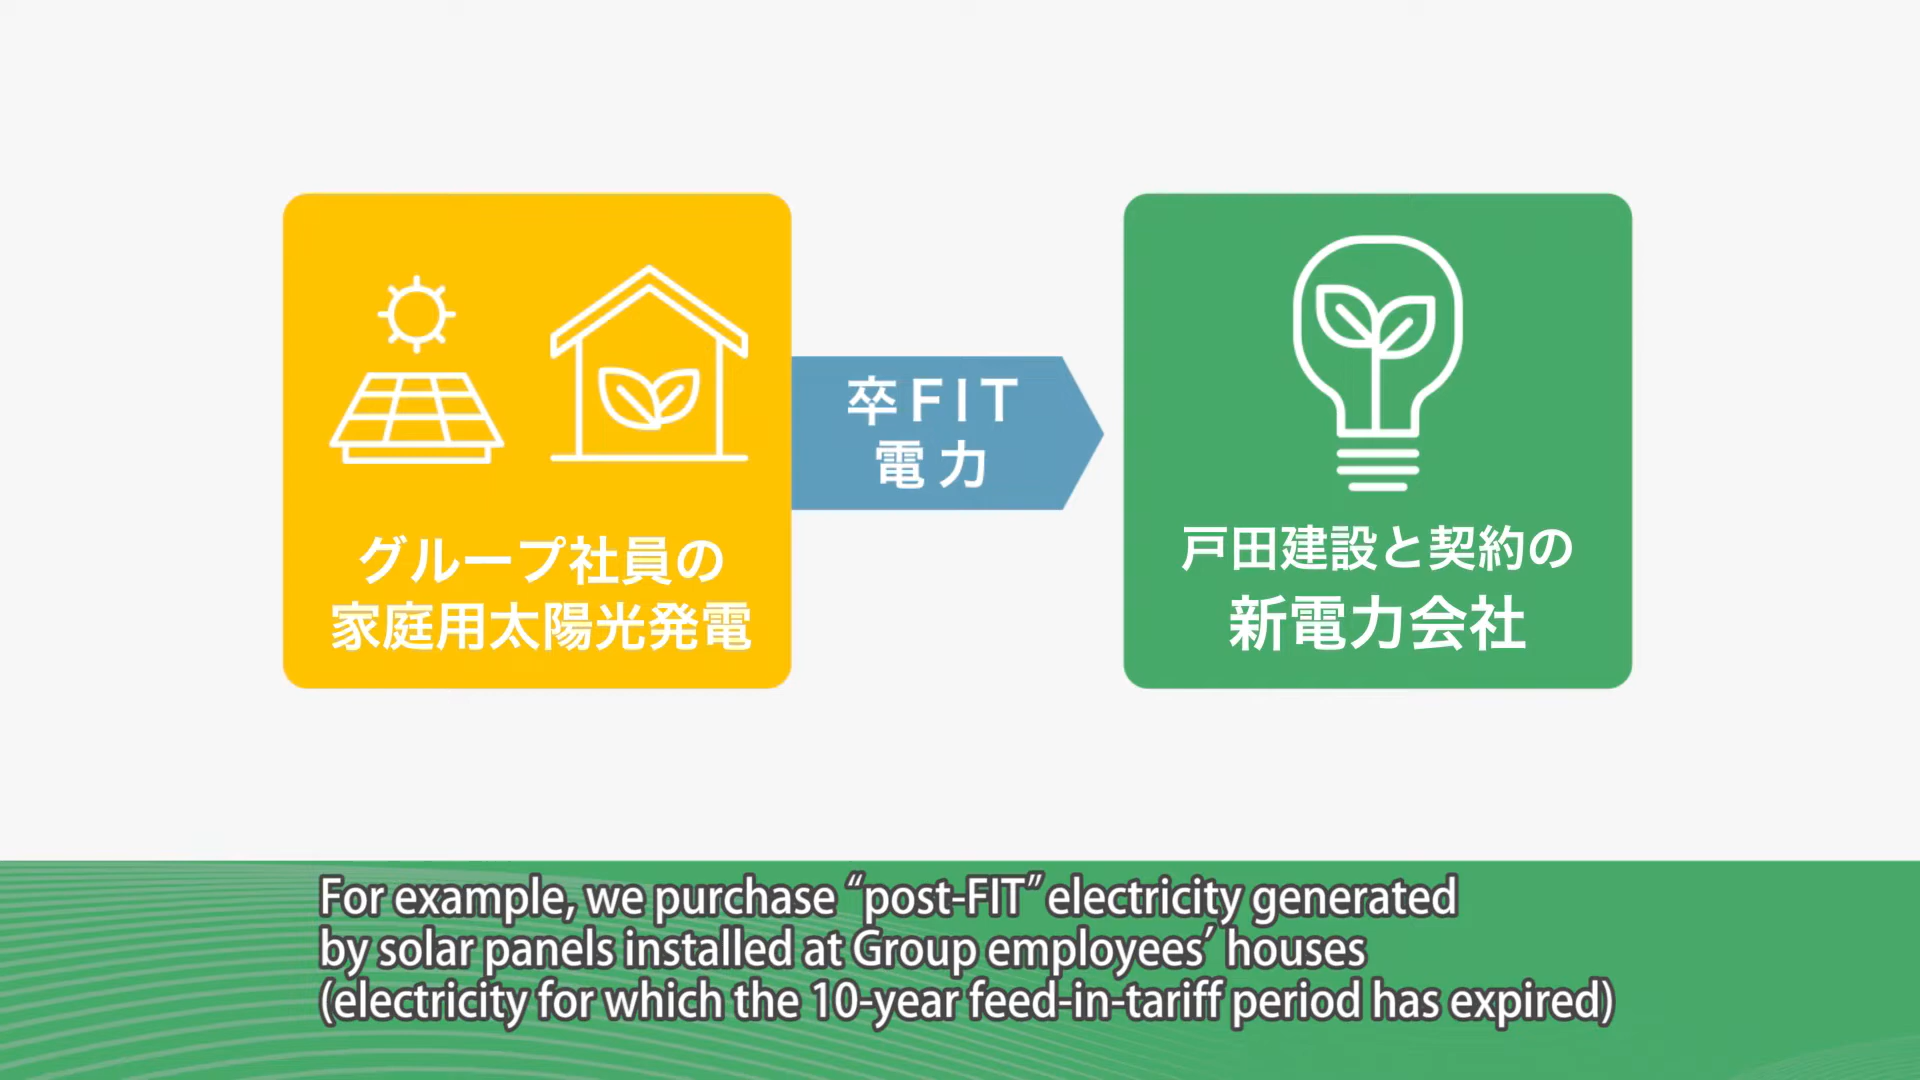 グループ社員の
家庭用太陽光発電
卒FIT
電力
戸田建設と契約の
新電力会社
For example, we purchase “post-FIT” electricity generated
by solar panels installed at Group employees’ houses
(electricity for which the 10-year feed-in-tariff period has expired)